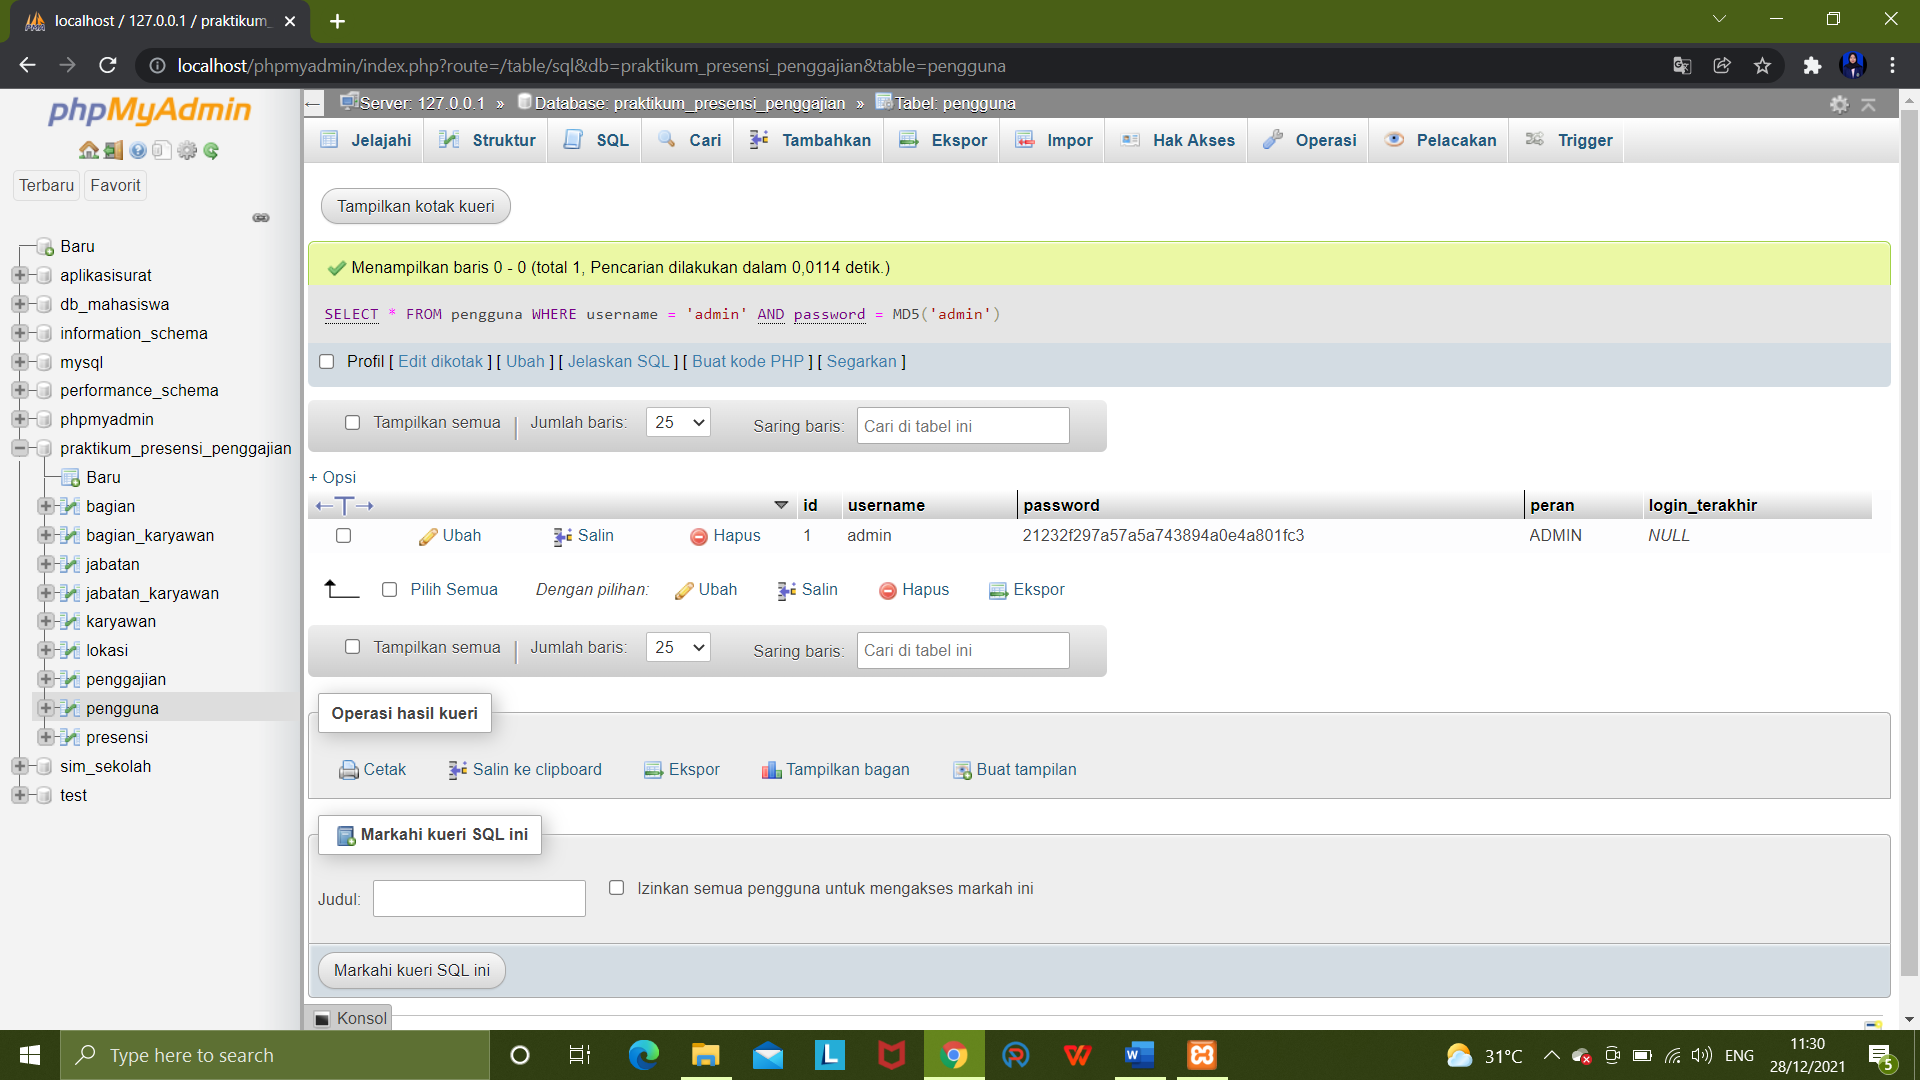 localhost / 127.0.0.1 / praktikum_
localhost/phpmyadmin/index.php?route=/table/sql&db=praktikum_presensi_penggajian&table=pengguna
phpMyAdmin
Terbaru Favorit
Baru
aplikasisurat
db_mahasiswa
information_schema
mysql
performance_schema
phpmyadmin
praktikum_presensi_penggajian
Baru
bagian
bagian_karyawan
jabatan
jabatan_karyawan
karyawan
lokasi
penggajian
pengguna
presensi
sim_sekolah
test
Server: 127.0.0.1 » Database: praktikum_presensi_penggajian » Tabel: pengguna
Jelajahi Struktur SQL Cari Tambahkan Ekspor Impor Hak Akses Operasi Pelacakan Trigger
Tampilkan kotak kueri
Menampilkan baris 0 - 0 (total 1, Pencarian dilakukan dalam 0,0114 detik.)
SELECT * FROM pengguna WHERE username = 'admin' AND password = MD5('admin')
Profil [ Edit dikotak ] [ Ubah ] [ Jelaskan SQL ] [ Buat kode PHP ] [ Segarkan ]
Tampilkan semua | Jumlah baris: 25 Saring baris: Cari di tabel ini
+ Opsi
←T→ id username password peran login_terakhir
Ubah Salin Hapus 1 admin 21232f297a57a5a743894a0e4a801fc3 ADMIN NULL
Pilih Semua Dengan pilihan: Ubah Salin Hapus Ekspor
Tampilkan semua | Jumlah baris: 25 Saring baris: Cari di tabel ini
Operasi hasil kueri
Cetak Salin ke clipboard Ekspor Tampilkan bagan Buat tampilan
Markahi kueri SQL ini
Judul: Izinkan semua pengguna untuk mengakses markah ini
Markahi kueri SQL ini
Konsol
Type here to search
31°C ENG 11:30
28/12/2021
5